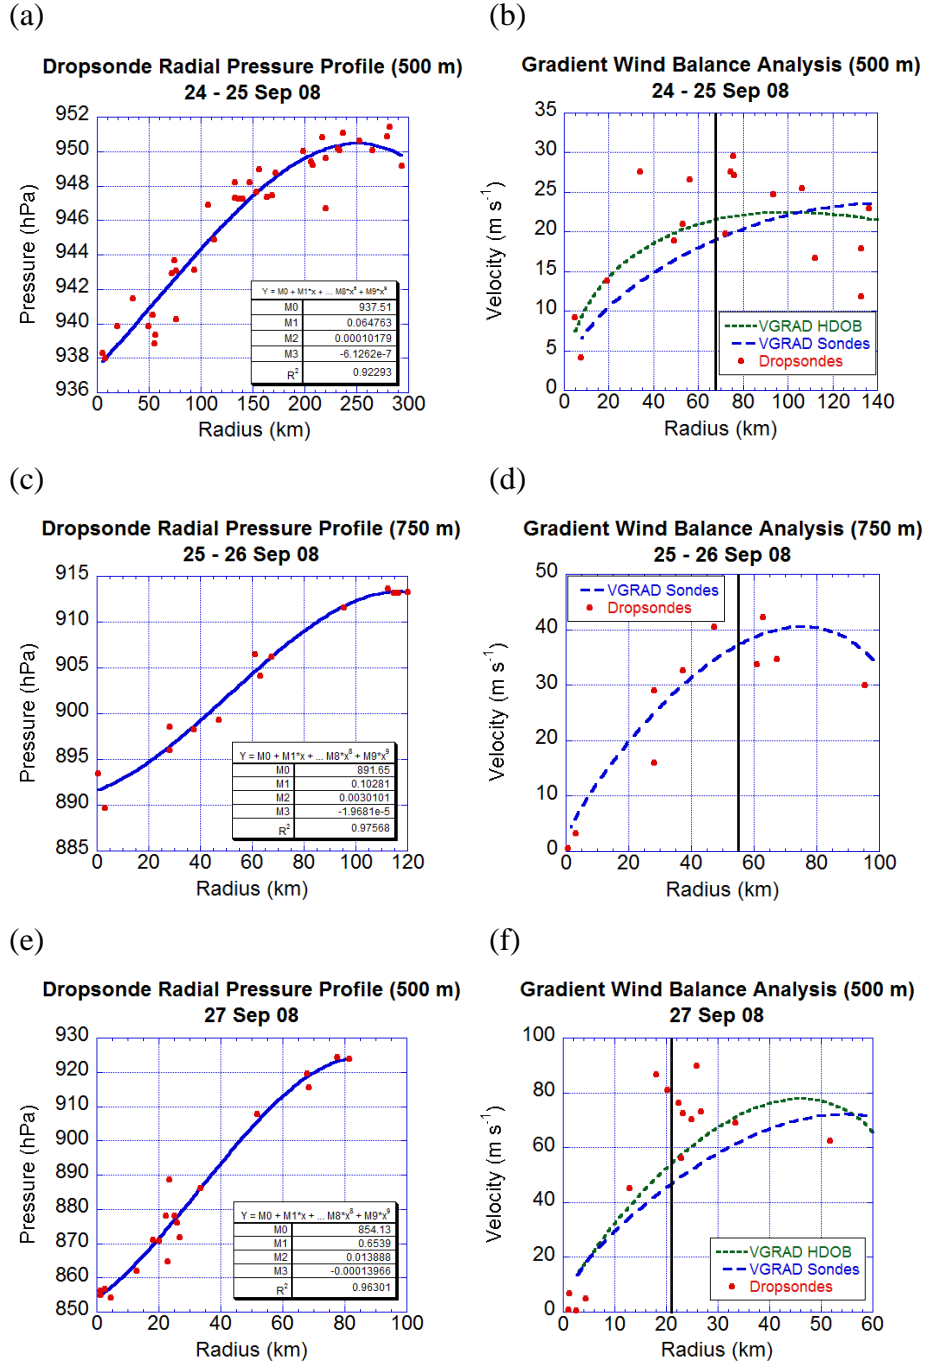 (a)
Dropsonde Radial Pressure Profile (500 m)
24 - 25 Sep 08
952
950
948
946
944
942
940
938
936
Pressure (hPa)
Y = M0 + M1*x + ... M8*x^8 + M9*x^9
M0 937.51
M1 0.064763
M2 0.00010179
M3 -6.1262e-7
R^2 0.92293
0 50 100 150 200 250 300
Radius (km)
(b)
Gradient Wind Balance Analysis (500 m)
24 - 25 Sep 08
35
30
25
20
15
10
5
0
Velocity (m s^-1)
VGRAD HDOB
VGRAD Sondes
Dropsondes
0 20 40 60 80 100 120 140
Radius (km)
(c)
Dropsonde Radial Pressure Profile (750 m)
25 - 26 Sep 08
915
910
905
900
895
890
885
Pressure (hPa)
Y = M0 + M1*x + ... M8*x^8 + M9*x^9
M0 891.65
M1 0.10281
M2 0.0030101
M3 -1.9681e-5
R^2 0.97568
0 20 40 60 80 100 120
Radius (km)
(d)
Gradient Wind Balance Analysis (750 m)
25 - 26 Sep 08
50
40
30
20
10
0
Velocity (m s^-1)
VGRAD Sondes
Dropsondes
0 20 40 60 80 100
Radius (km)
(e)
Dropsonde Radial Pressure Profile (500 m)
27 Sep 08
930
920
910
900
890
880
870
860
850
Pressure (hPa)
Y = M0 + M1*x + ... M8*x^8 + M9*x^9
M0 854.13
M1 0.6539
M2 0.013888
M3 -0.00013966
R^2 0.96301
0 20 40 60 80 100
Radius (km)
(f)
Gradient Wind Balance Analysis (500 m)
27 Sep 08
100
80
60
40
20
0
Velocity (m s^-1)
VGRAD HDOB
VGRAD Sondes
Dropsondes
0 10 20 30 40 50 60
Radius (km)